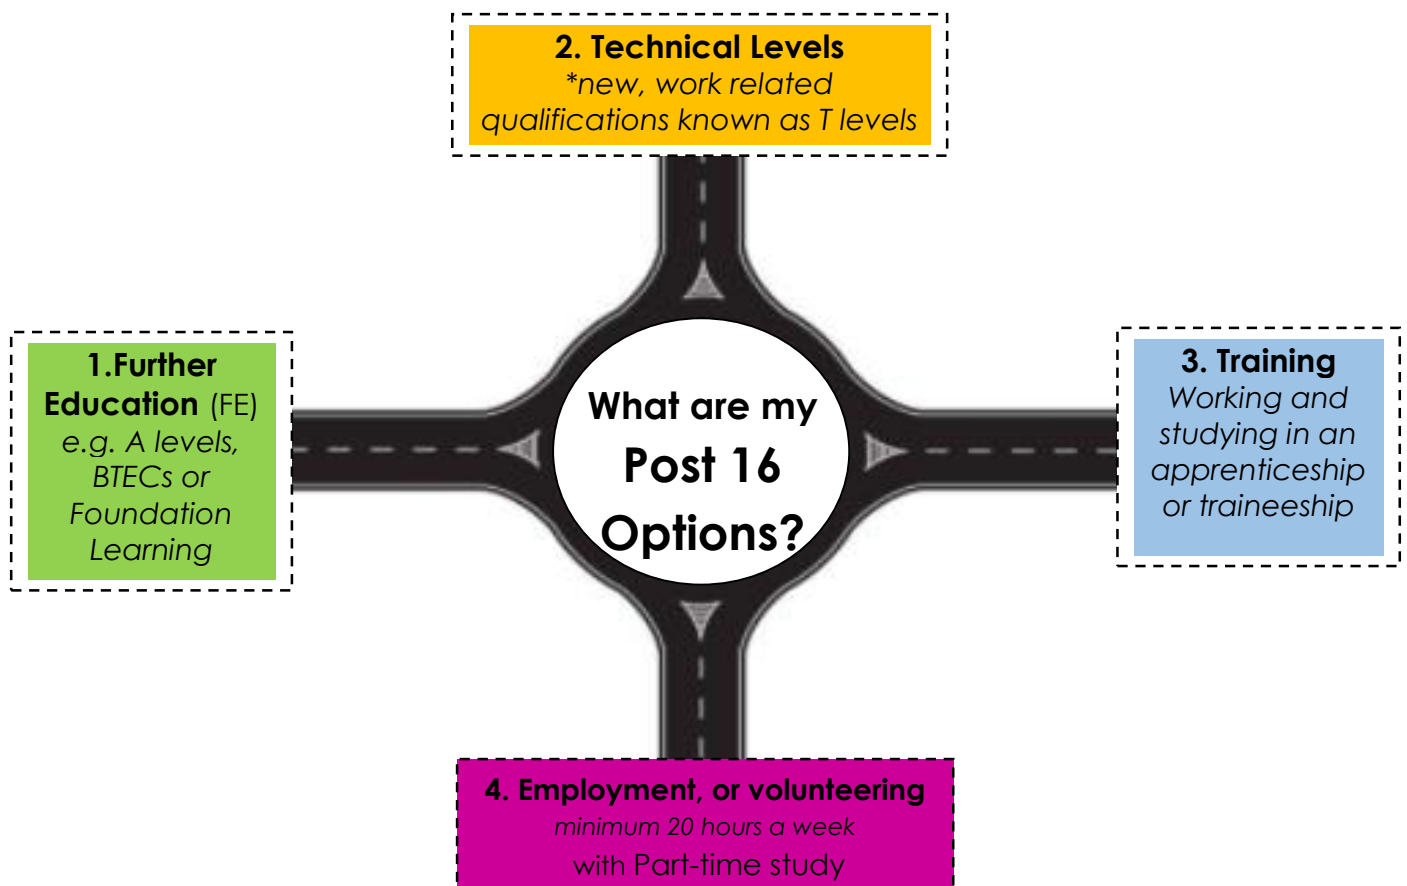 2. Technical Levels
*new, work related
qualifications known as T levels
1.Further
Education (FE)
e.g. A levels,
BTECs or
Foundation
Learning
What are my
Post 16
Options?
3. Training
Working and
studying in an
apprenticeship
or traineeship
4. Employment, or volunteering
minimum 20 hours a week
with Part-time study